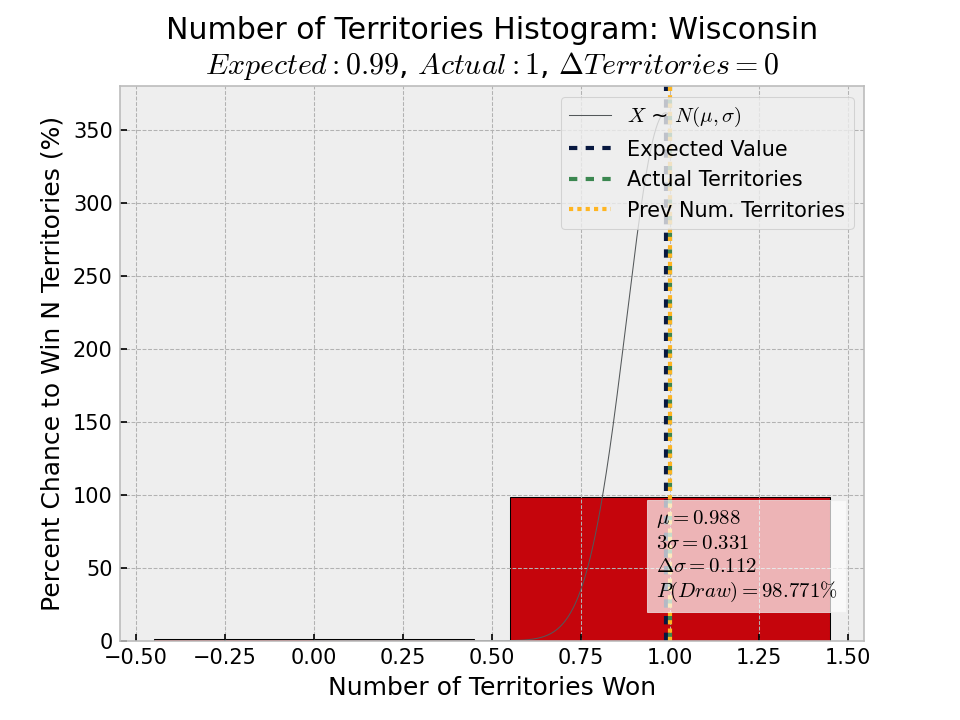 Number of Territories Histogram: Wisconsin
Expected: 0.99, Actual: 1, ΔTerritories = 0
Percent Chance to Win N Territories (%)
350
300
250
200
150
100
50
0
X ~ N(μ, σ)
Expected Value
Actual Territories
Prev Num. Territories
μ = 0.988
3σ = 0.331
Δσ = 0.112
P(Draw) = 98.771%
−0.50 −0.25 0.00 0.25 0.50 0.75 1.00 1.25 1.50
Number of Territories Won